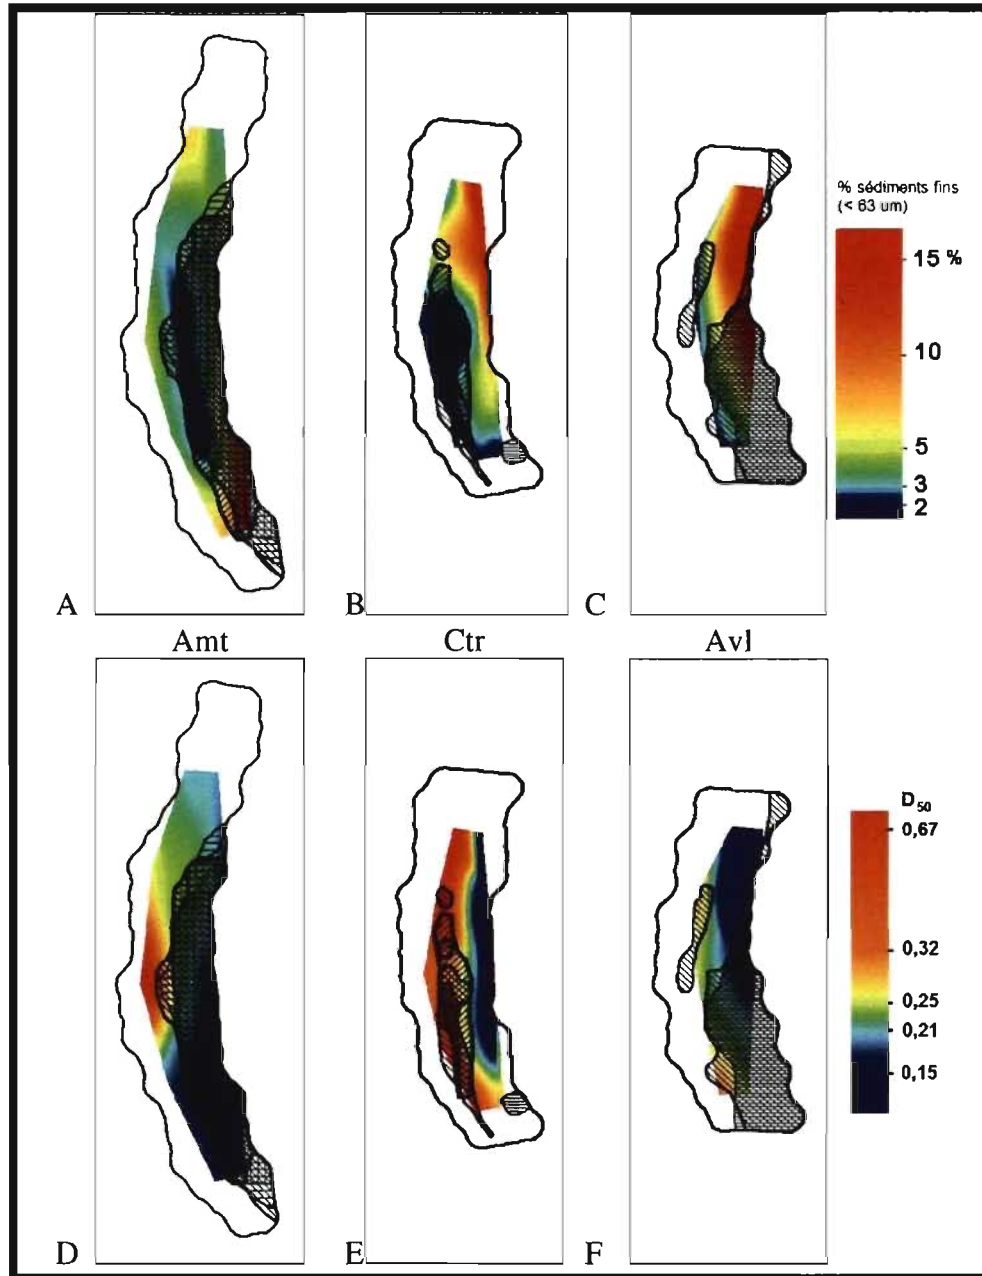 % sédiments fins
(< 63 um)
15 %
10
5
3
2
A
B
C
Amt
Ctr
Avl
D₅₀
0,67
0,32
0,25
0,21
0,15
D
E
F